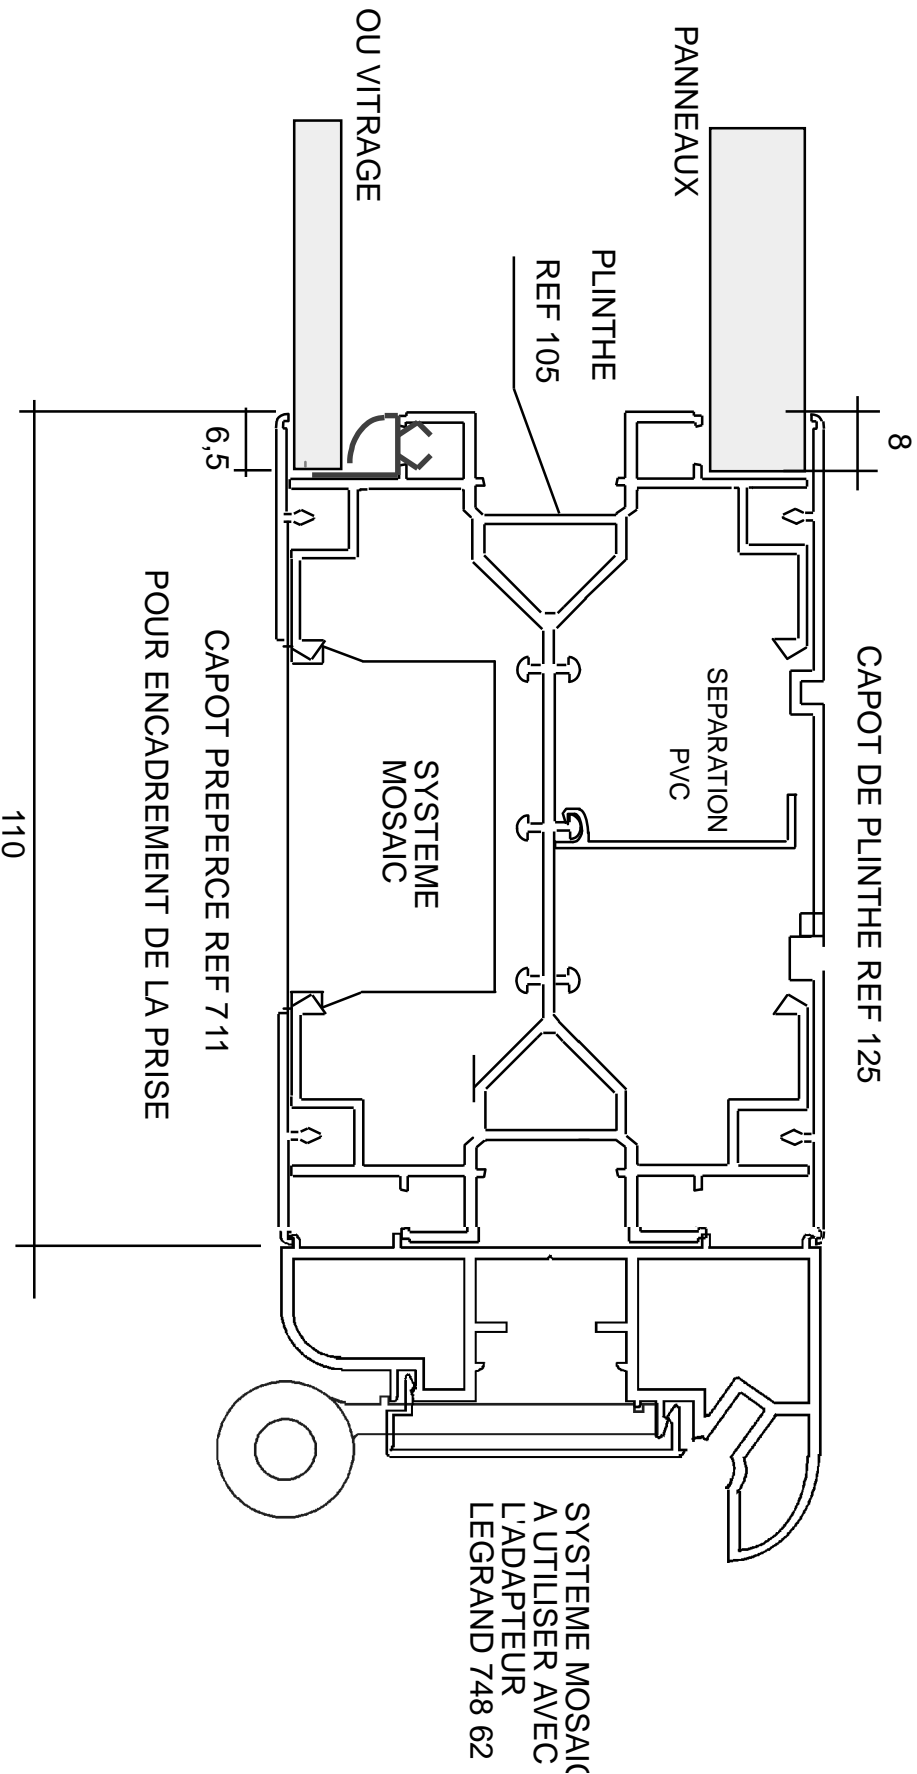 PANNEAUX
OU VITRAGE
PLINTHE
REF 105
8
6,5
110
CAPOT DE PLINTHE REF 125
SEPARATION
PVC
SYSTEME
MOSAIC
CAPOT PREPERCE REF 711
POUR ENCADREMENT DE LA PRISE
SYSTEME MOSAIC
A UTILISER AVEC
L'ADAPTEUR
LEGRAND 748 62